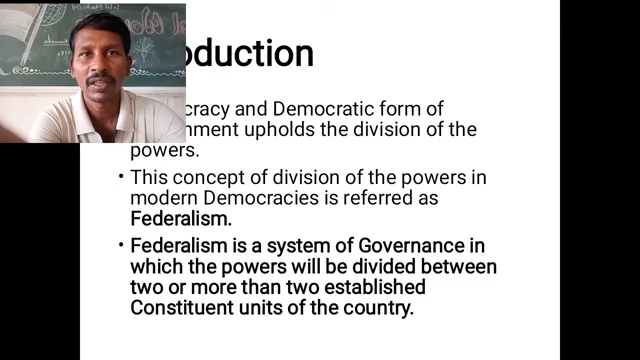 oduction
cracy and Democratic form of
nment upholds the division of the
powers.
• This concept of division of the powers in
modern Democracies is referred as
Federalism.
• Federalism is a system of Governance in
which the powers will be divided between
two or more than two established
Constituent units of the country.